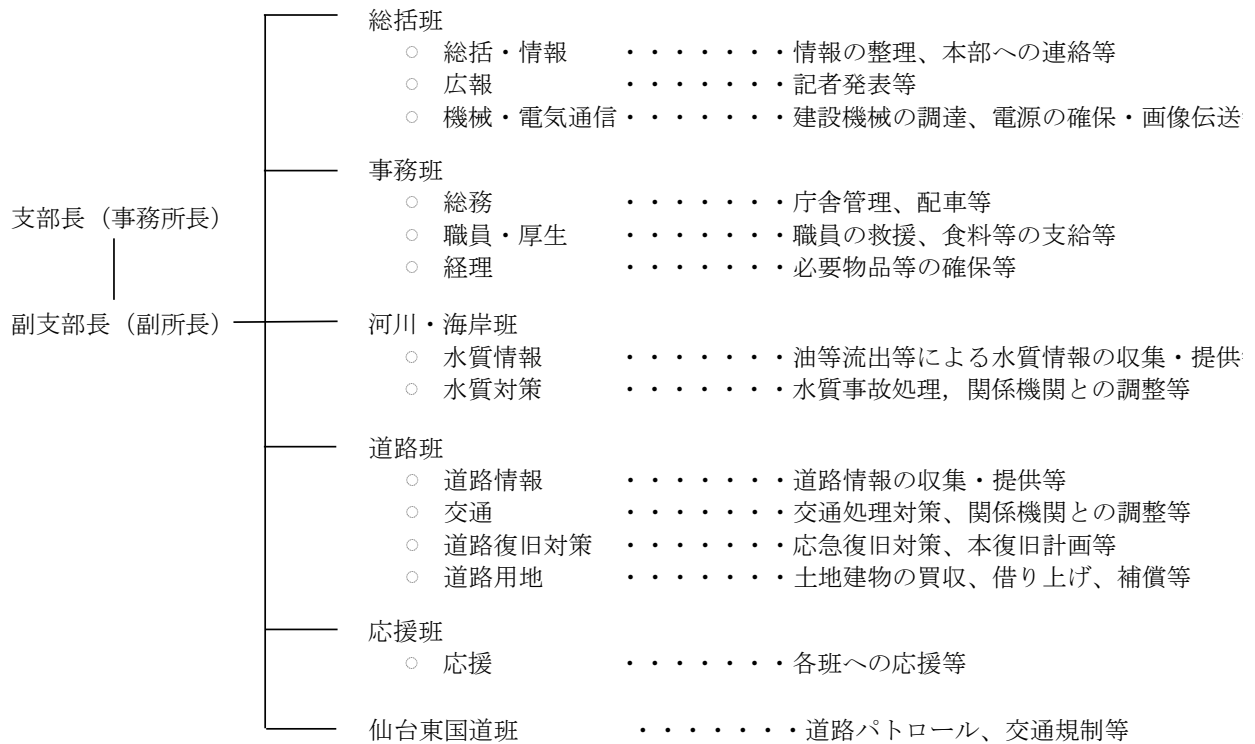 総括班
○ 総括・情報 ・・・・・・・情報の整理、本部への連絡等
○ 広報 ・・・・・・・記者発表等
○ 機械・電気通信・・・・・・・建設機械の調達、電源の確保・画像伝送
事務班
○ 総務 ・・・・・・・庁舎管理、配車等
支部長（事務所長）
○ 職員・厚生 ・・・・・・・職員の救援、食料等の支給等
○ 経理 ・・・・・・・必要物品等の確保等
副支部長（副所長）
河川・海岸班
○ 水質情報 ・・・・・・・油等流出等による水質情報の収集・提供
○ 水質対策 ・・・・・・・水質事故処理，関係機関との調整等
道路班
○ 道路情報 ・・・・・・・道路情報の収集・提供等
○ 交通 ・・・・・・・交通処理対策、関係機関との調整等
○ 道路復旧対策 ・・・・・・・応急復旧対策、本復旧計画等
○ 道路用地 ・・・・・・・土地建物の買収、借り上げ、補償等
応援班
○ 応援 ・・・・・・・各班への応援等
仙台東国道班 ・・・・・・・道路パトロール、交通規制等